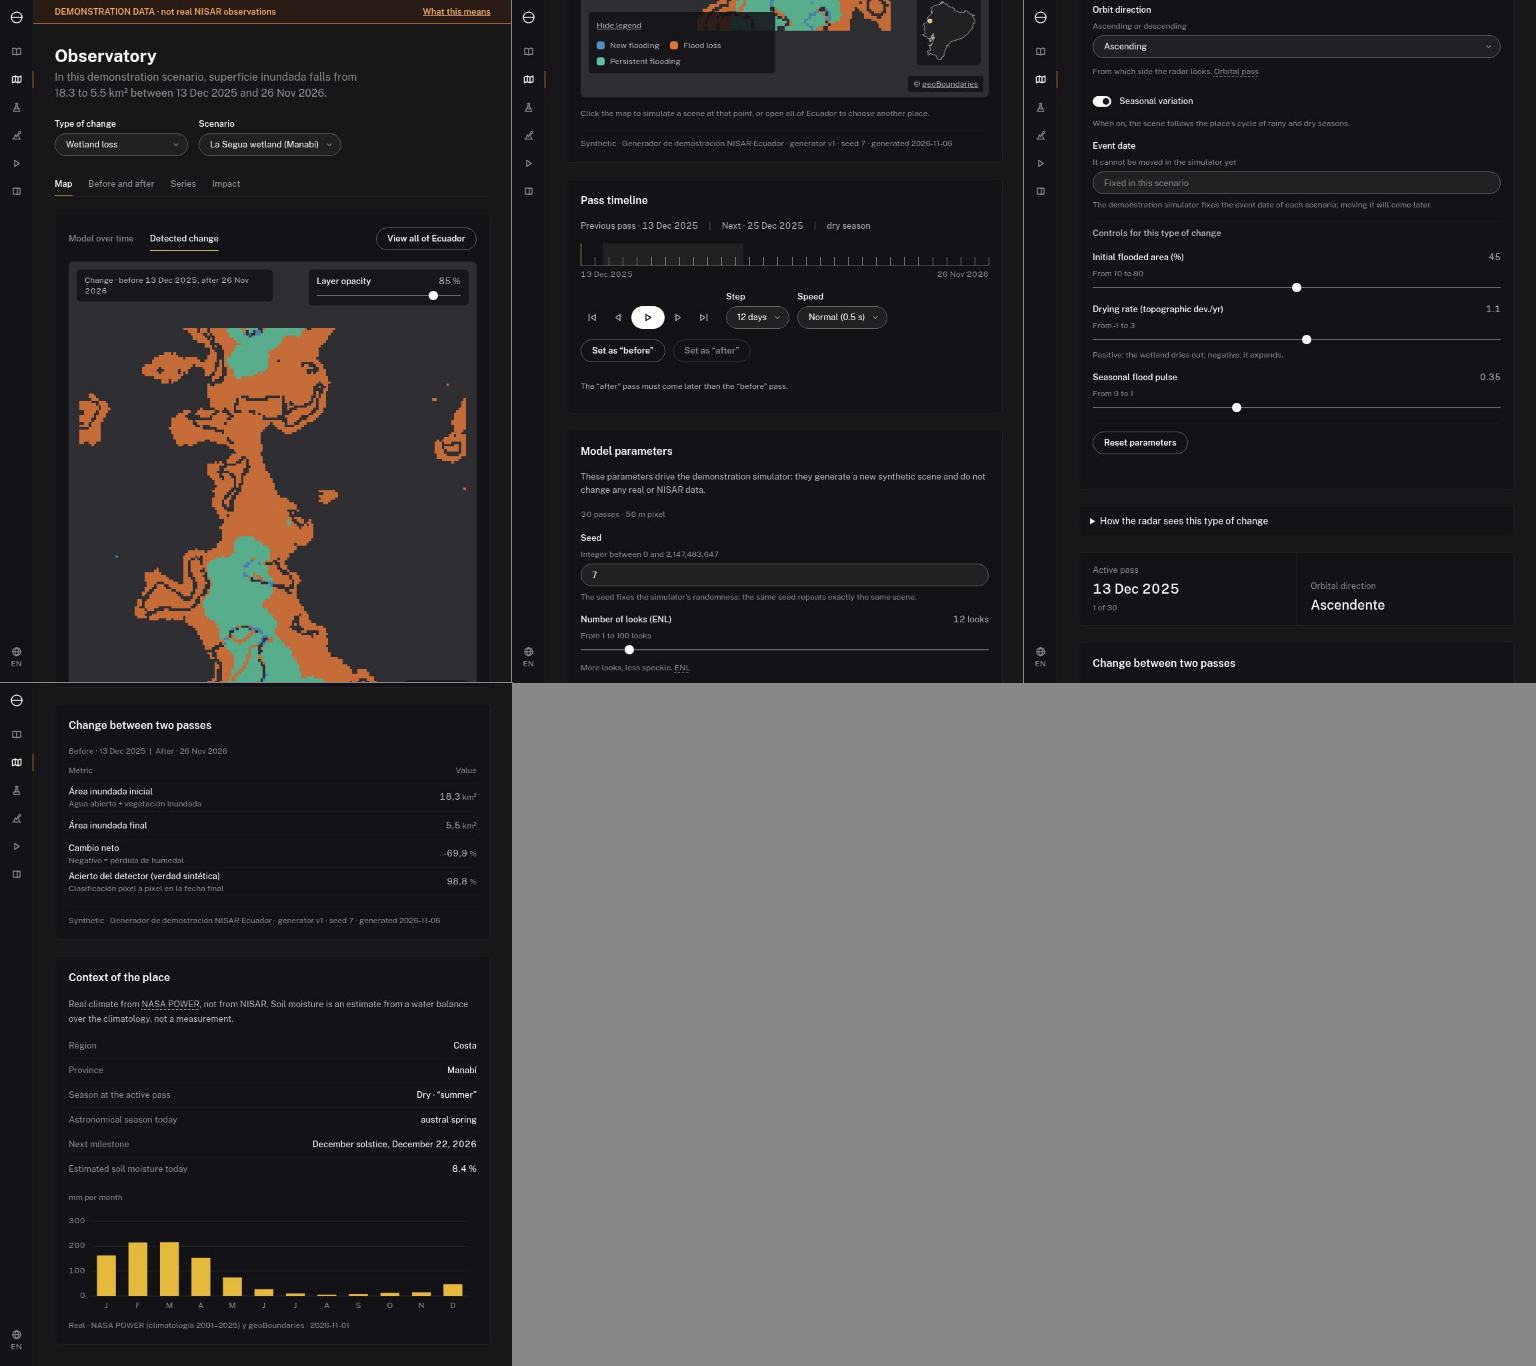 DEMONSTRATION DATA · not real NISAR observations
What this means
Observatory
In this demonstration scenario, superficie inundada falls from
18.3 to 5.5 km² between 13 Dec 2025 and 26 Nov 2026.
Type of change
Scenario
Wetland loss
La Segua wetland (Manabí)
Map
Before and after
Series
Impact
Model over time
Detected change
View all of Ecuador
Change · before 13 Dec 2025, after 26 Nov
2026
Layer opacity
85 %
EN
Hide legend
New flooding
Flood loss
Persistent flooding
© geoBoundaries
Click the map to simulate a scene at that point, or open all of Ecuador to choose another place.
Synthetic · Generador de demostración NISAR·Ecuador · generator v1 · seed 7 · generated 2026-11-06
Pass timeline
Previous pass · 13 Dec 2025
Next · 25 Dec 2025
dry season
13 Dec 2025
26 Nov 2026
Step
Speed
12 days
Normal (0.5 s)
Set as “before”
Set as “after”
The “after” pass must come later than the “before” pass.
Model parameters
These parameters drive the demonstration simulator: they generate a new synthetic scene and do not
change any real or NISAR data.
30 passes · 50 m pixel
Seed
Integer between 0 and 2,147,483,647
7
The seed fixes the simulator's randomness: the same seed repeats exactly the same scene.
Number of looks (ENL)
12 looks
From 1 to 100 looks
More looks, less speckle. ENL
EN
Orbit direction
Ascending or descending
Ascending
From which side the radar looks. Orbital pass
Seasonal variation
When on, the scene follows the place's cycle of rainy and dry seasons.
Event date
It cannot be moved in the simulator yet
Fixed in this scenario
The demonstration simulator fixes the event date of each scenario; moving it will come later.
Controls for this type of change
Initial flooded area (%)
45
From 10 to 80
Drying rate (topographic dev./yr)
1.1
From -1 to 3
Positive: the wetland dries out; negative: it expands.
Seasonal flood pulse
0.35
From 0 to 1
Reset parameters
How the radar sees this type of change
Active pass
13 Dec 2025
1 of 30
Orbital direction
Ascendente
Change between two passes
EN
Change between two passes
Before · 13 Dec 2025 | After · 26 Nov 2026
Metric
Value
Área inundada inicial
Agua abierta + vegetación inundada
18,3 km²
Área inundada final
5,5 km²
Cambio neto
Negativo = pérdida de humedal
-69,9 %
Acierto del detector (verdad sintética)
Clasificación píxel a píxel en la fecha final
98,8 %
Synthetic · Generador de demostración NISAR·Ecuador · generator v1 · seed 7 · generated 2026-11-06
Context of the place
Real climate from NASA POWER, not from NISAR. Soil moisture is an estimate from a water balance
over the climatology, not a measurement.
Region
Costa
Province
Manabí
Season at the active pass
Dry · “summer”
Astronomical season today
austral spring
Next milestone
December solstice, December 22, 2026
Estimated soil moisture today
8.4 %
mm per month
300
200
100
0
J F M A M J J A S O N D
Real · NASA POWER (climatología 2001–2025) y geoBoundaries · 2026-11-01
EN